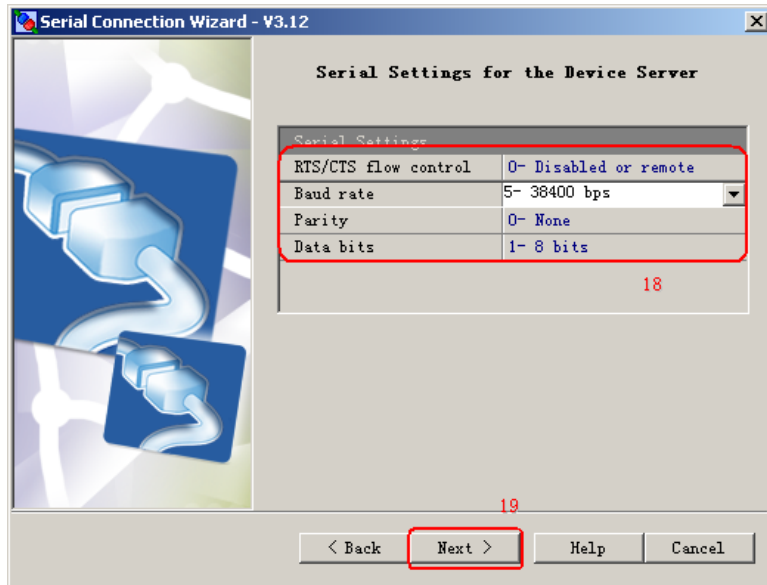 Serial Connection Wizard - V3.12
Serial Settings for the Device Server
Serial Settings
RTS/CTS flow control 0- Disabled or remote
Baud rate 5- 38400 bps
Parity 0- None
Data bits 1- 8 bits
18
19
< Back Next > Help Cancel